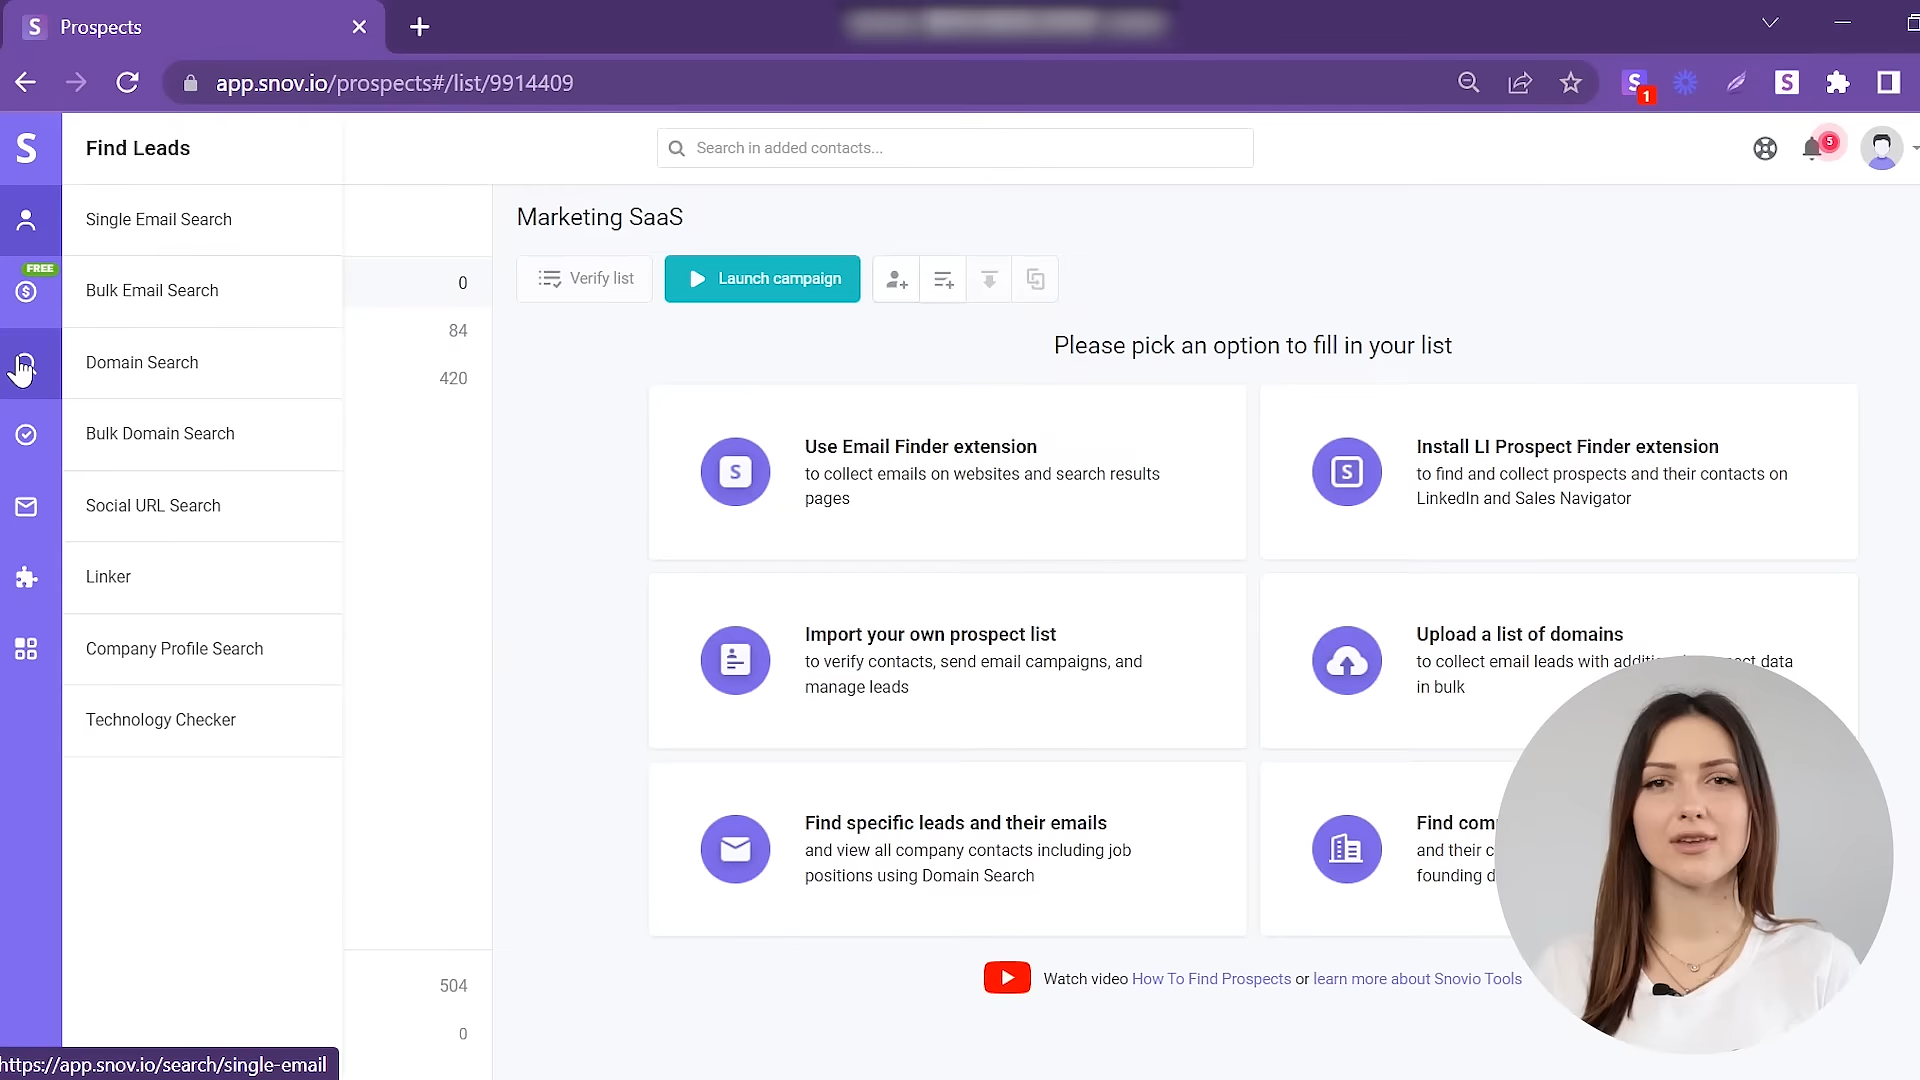 S Prospects
app.snov.io/prospects#/list/9914409
S
1
S
S
Find Leads
Search in added contacts...
5
Single Email Search
Marketing SaaS
FREE
Bulk Email Search
0
Verify list
Launch campaign
84
Please pick an option to fill in your list
Domain Search
420
Bulk Domain Search
S
Use Email Finder extension
to collect emails on websites and search results
pages
S
Install LI Prospect Finder extension
to find and collect prospects and their contacts on
LinkedIn and Sales Navigator
Social URL Search
Linker
Import your own prospect list
to verify contacts, send email campaigns, and
manage leads
Upload a list of domains
to collect email leads with
data
in bulk
Company Profile Search
Technology Checker
Find specific leads and their emails
and view all company contacts including job
positions using Domain Search
Find
and their
founding
504
Watch video How To Find Prospects or learn more about Snovio Tools
0
https://app.snov.io/search/single-email